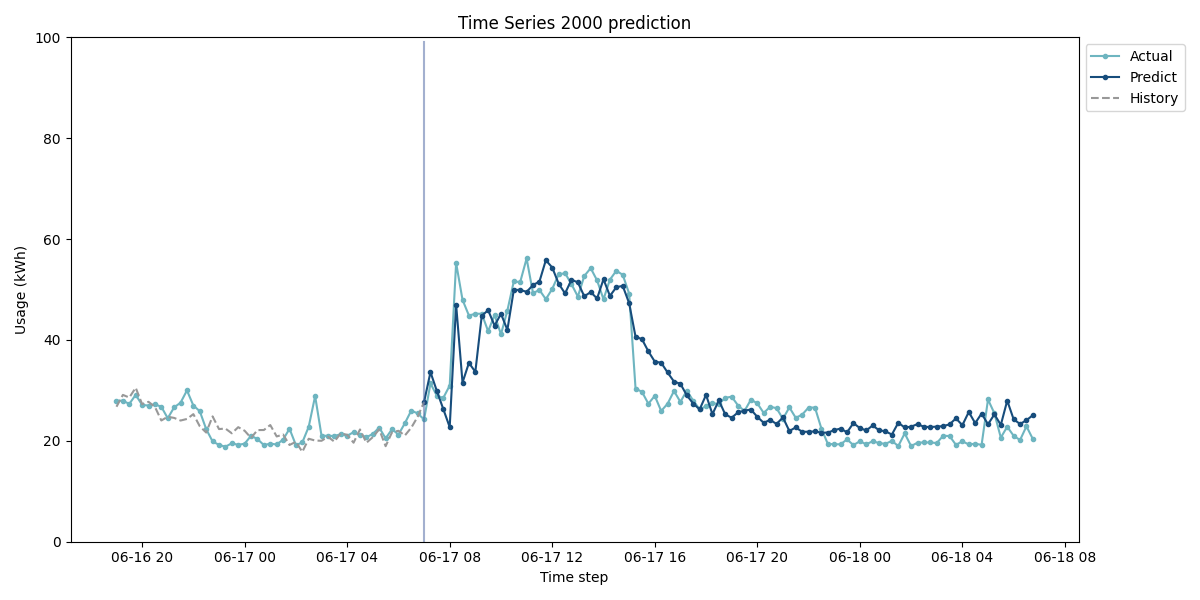 Time Series 2000 prediction
Usage (kWh)
100
80
60
40
20
0
06-16 20
06-17 00
06-17 04
06-17 08
06-17 12
06-17 16
06-17 20
06-18 00
06-18 04
06-18 08
Time step
Actual
Predict
History